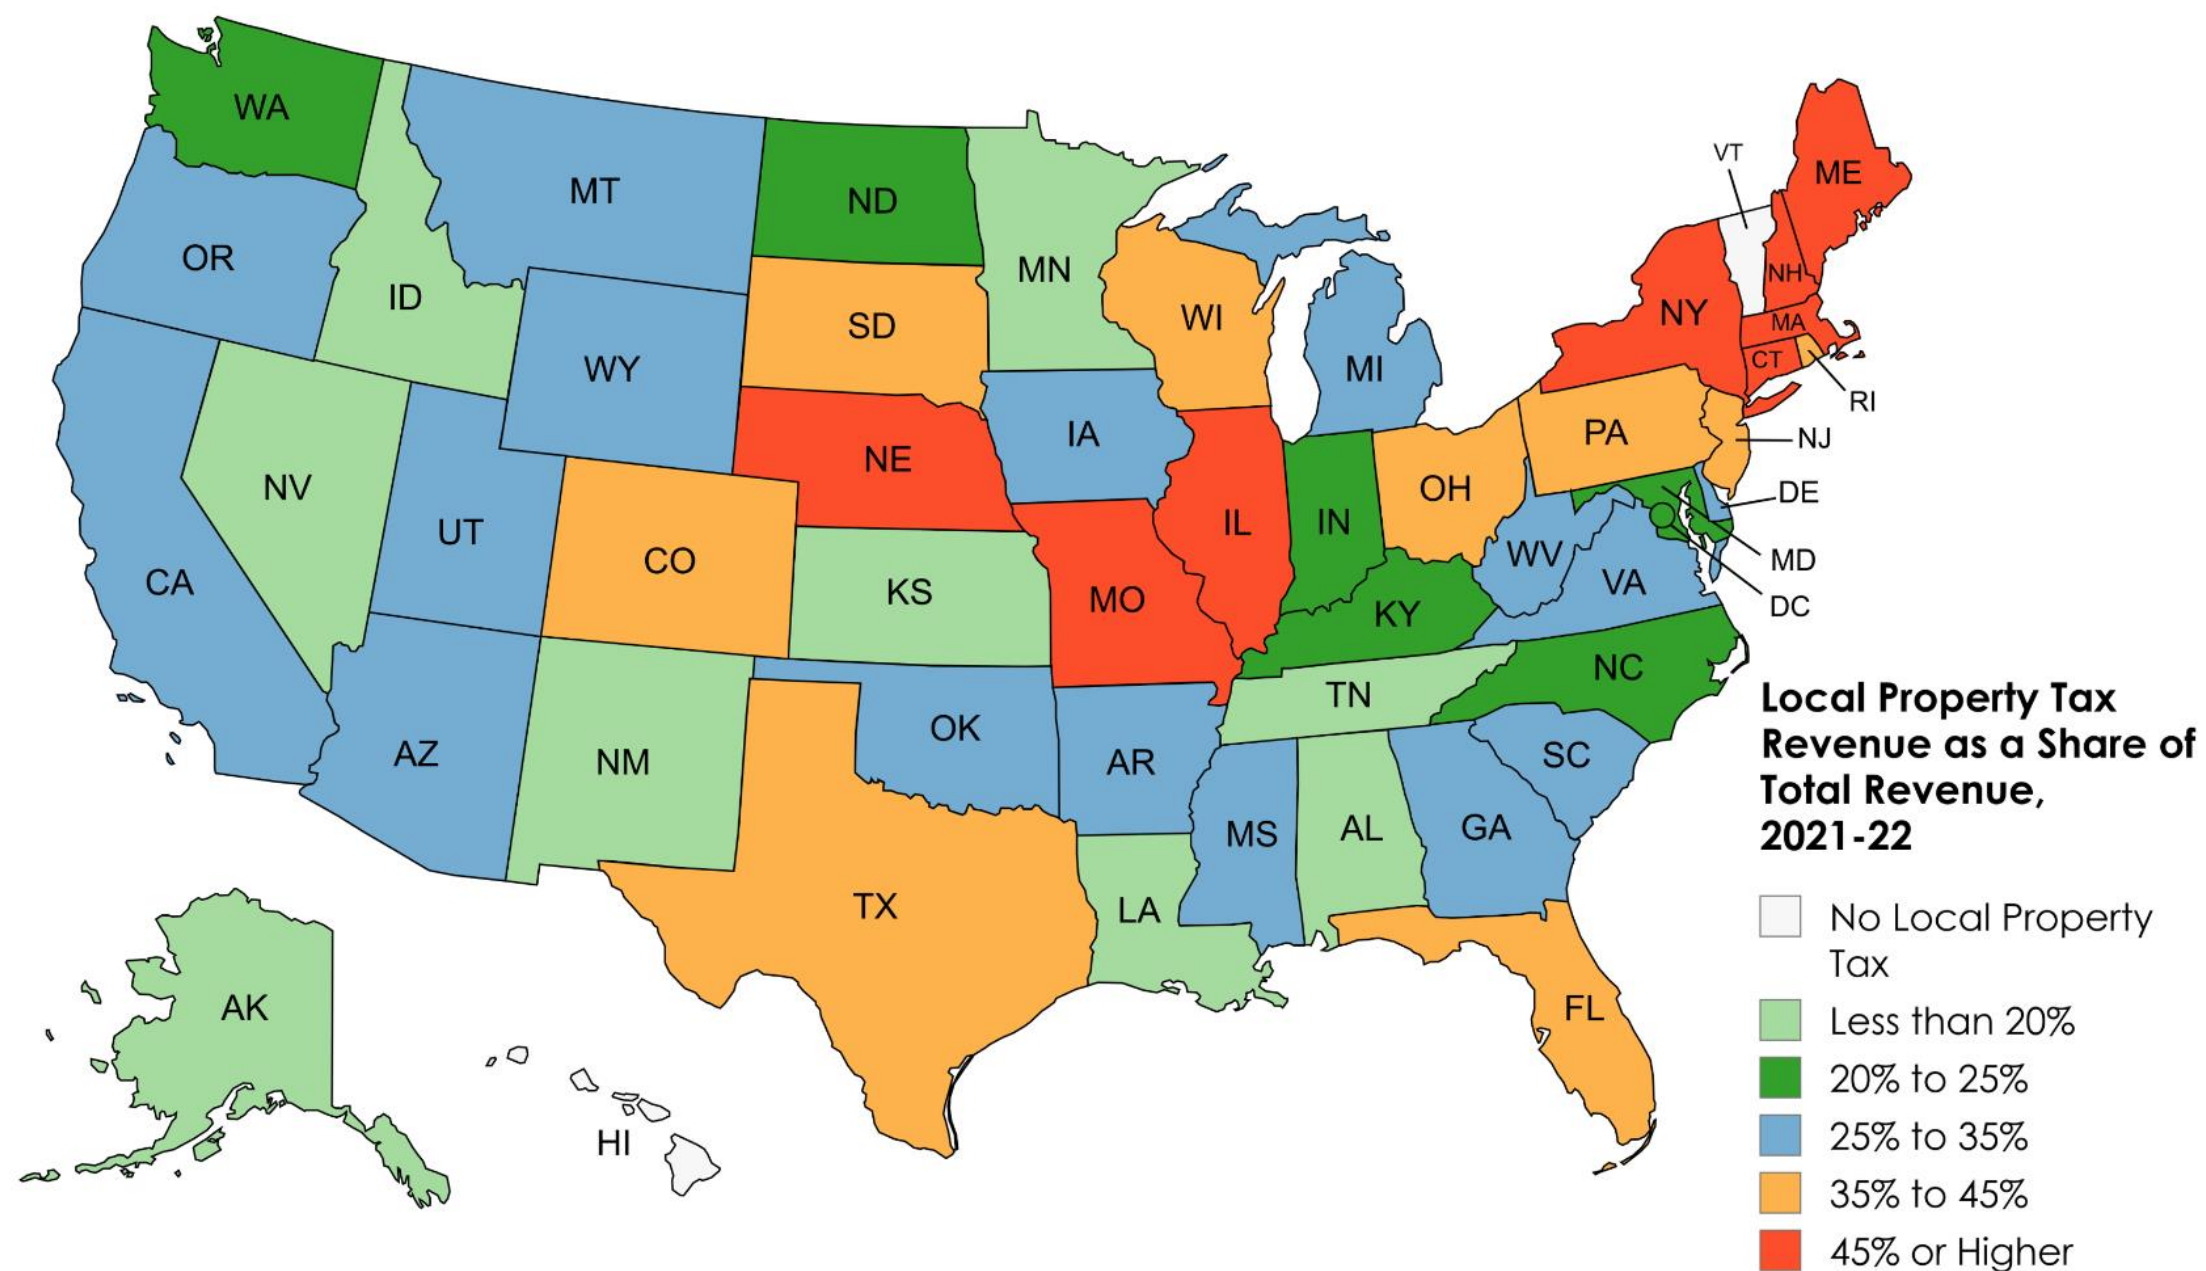 WA
VT
ME
MT
ND
OR
MN
NH
ID
NY
WI
SD
MA
WY
CT
MI
RI
IA
PA
NJ
NE
NV
OH
DE
UT
IL
IN
WV
CO
MD
CA
VA
KS
MO
DC
KY
NC
TN
OK
AZ
NM
AR
SC
MS
AL
GA
TX
LA
AK
FL
HI
Local Property Tax
Revenue as a Share of
Total Revenue,
2021-22
No Local Property
Tax
Less than 20%
20% to 25%
25% to 35%
35% to 45%
45% or Higher